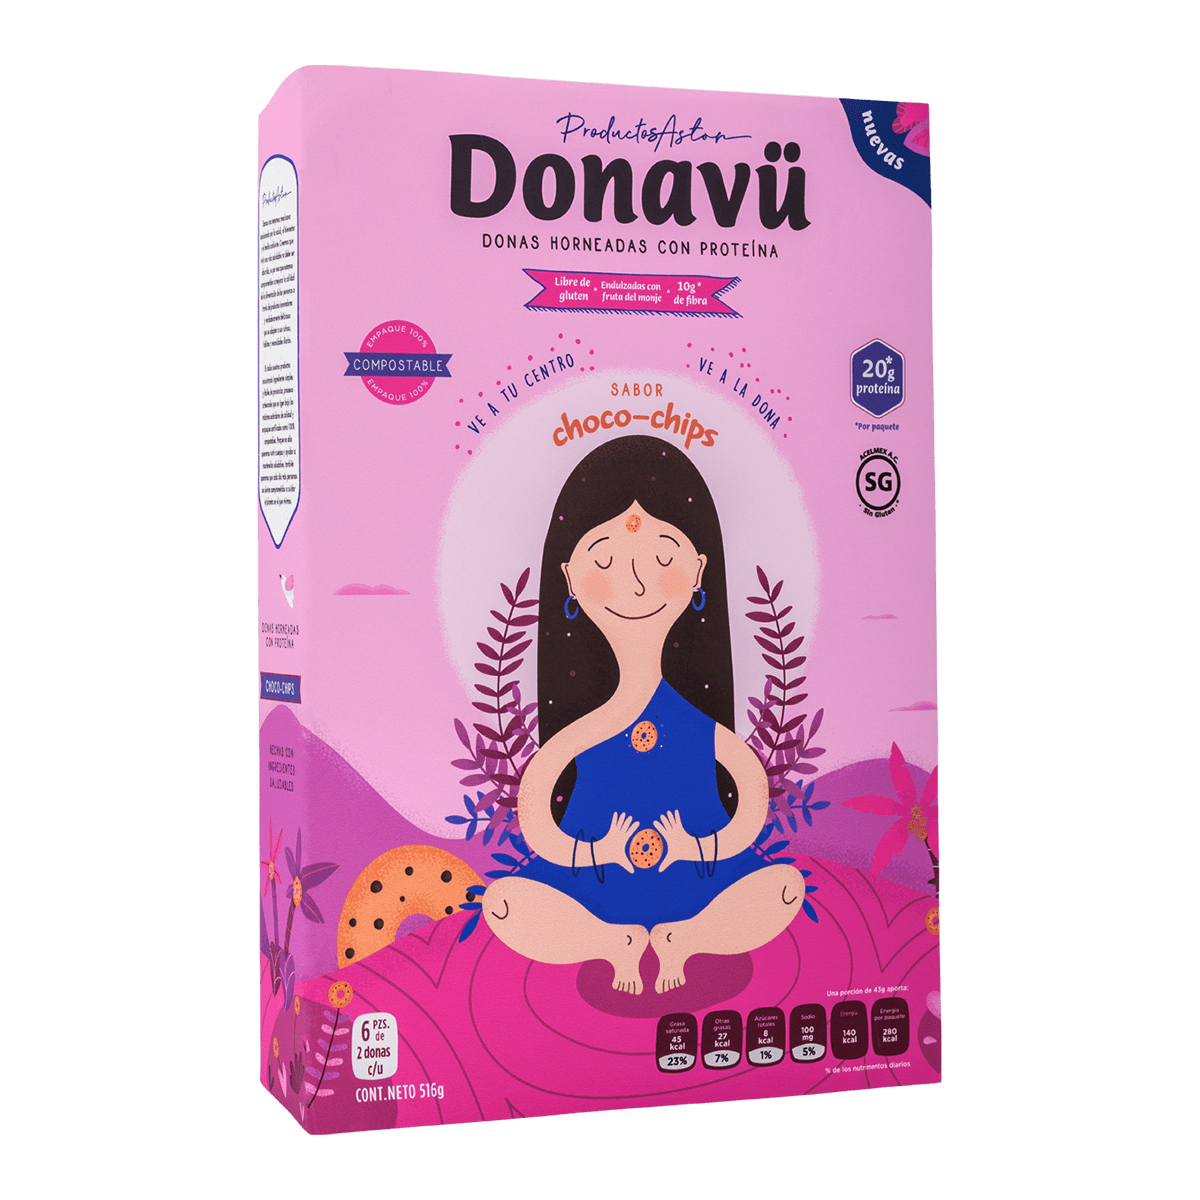 ProductosAston
Donavü
DONAS HORNEADAS CON PROTEÍNA
nuevas
Libre de
gluten
Endulzadas con
fruta del monje
10g*
de fibra
EMPAQUE 100%
COMPOSTABLE
EMPAQUE 100%
VE A TU CENTRO
VE A LA DONA
SABOR
choco-chips
20*g
proteína
*Por paquete
ACELMEX A.C.
SG
Sin Gluten
ProductosAston
DONAS HORNEADAS
CON PROTEÍNA
CHOCO-CHIPS
HECHAS CON
INGREDIENTES
SALUDABLES
6 PZS.
de
2 donas
c/u
CONT.NETO 516g
Una porción de 43g aporta:
Grasa
saturada
45
kcal
23%
Otras
grasas
27
kcal
7%
Azúcares
totales
8
kcal
1%
Sodio
100
mg
5%
Energía
140
kcal
Energía
por paquete
280
kcal
% de los nutrimentos diarios